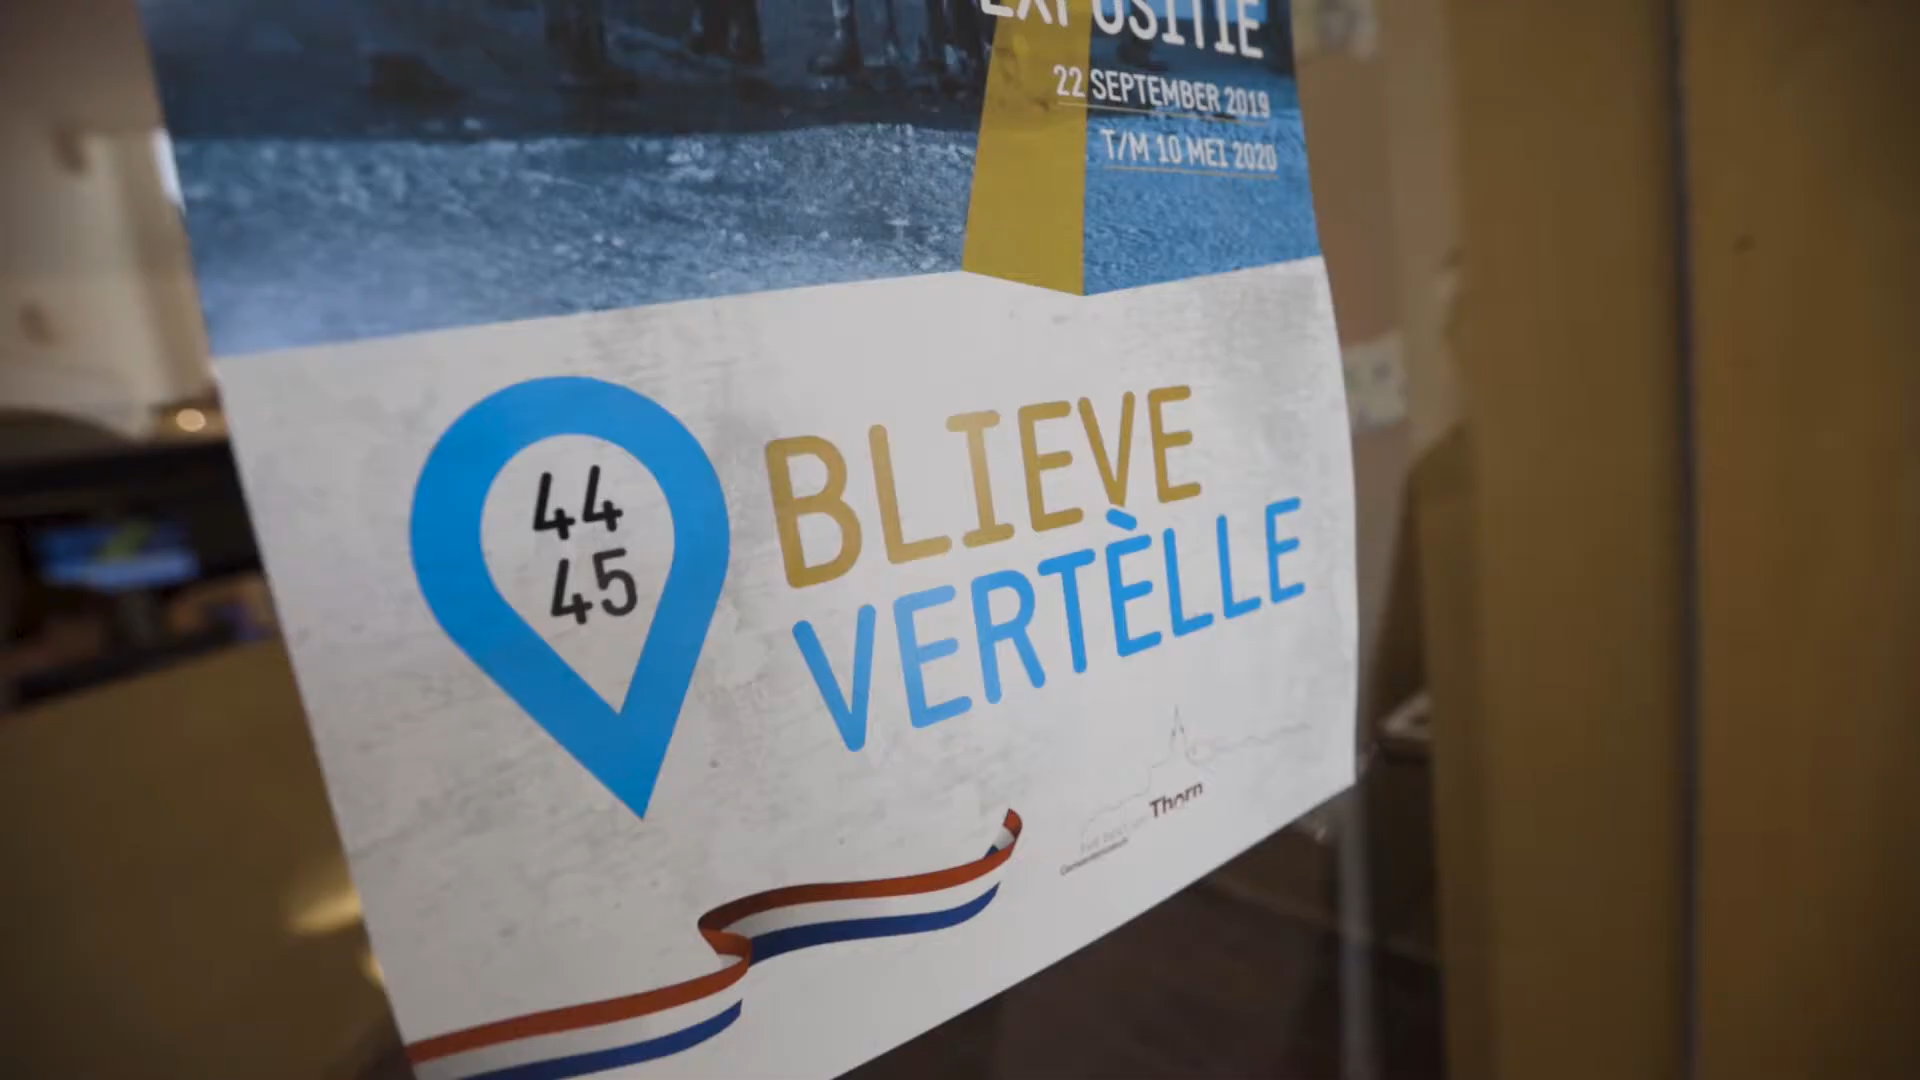 EXPOSITIE
22 SEPTEMBER 2019
T/M 10 MEI 2020
44
45
BLIEVE
VERTÈLLE
Thorn